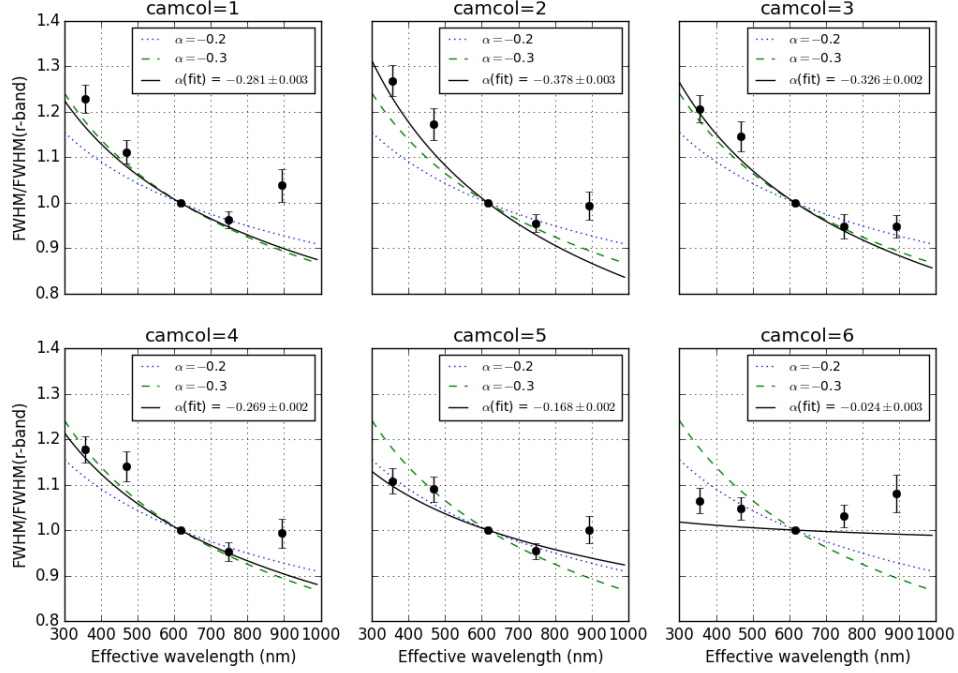 camcol=1
camcol=2
camcol=3
1.4
1.3
1.2
1.1
1.0
0.9
0.8
FWHM/FWHM(r-band)
α=−0.2
α=−0.3
α(fit) = −0.281±0.003
α=−0.2
α=−0.3
α(fit) = −0.378±0.003
α=−0.2
α=−0.3
α(fit) = −0.326±0.002
camcol=4
camcol=5
camcol=6
1.4
1.3
1.2
1.1
1.0
0.9
0.8
FWHM/FWHM(r-band)
α=−0.2
α=−0.3
α(fit) = −0.269±0.002
α=−0.2
α=−0.3
α(fit) = −0.168±0.002
α=−0.2
α=−0.3
α(fit) = −0.024±0.003
300 400 500 600 700 800 900 1000
300 400 500 600 700 800 900 1000
300 400 500 600 700 800 900 1000
Effective wavelength (nm)
Effective wavelength (nm)
Effective wavelength (nm)